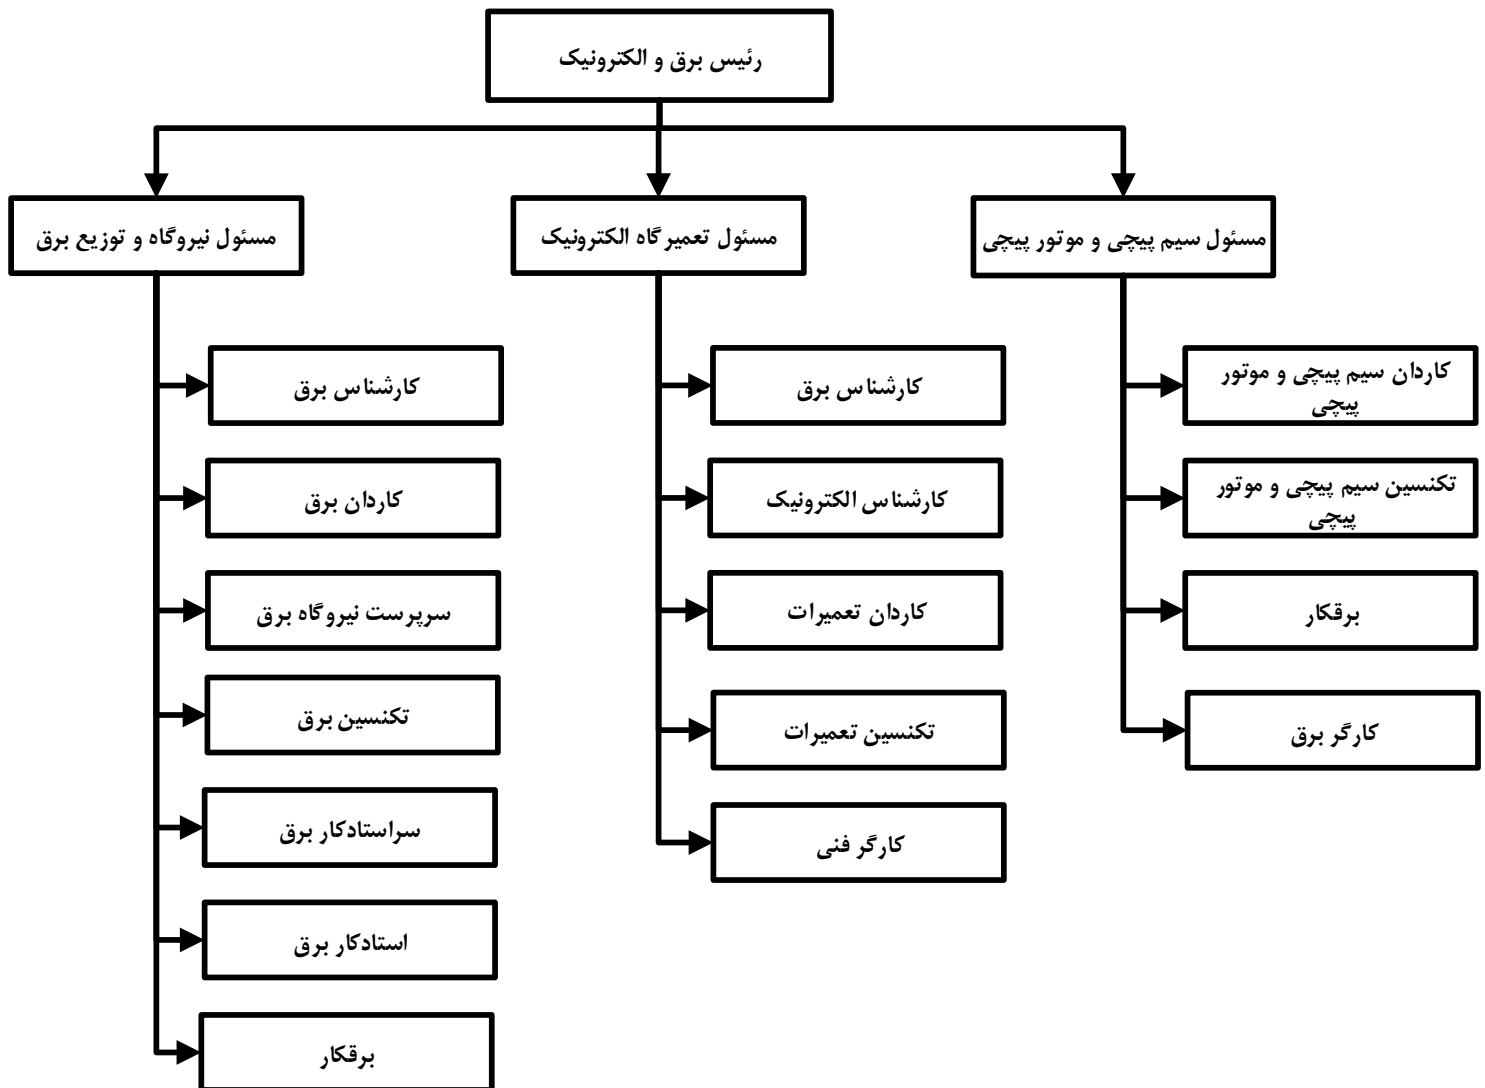 رئیس برق و الکترونیک
مسئول سیم پیچی و موتور پیچی
مسئول تعمیرگاه الکترونیک
مسئول نیروگاه و توزیع برق
کاردان سیم پیچی و موتور
پیچی
تکنسین سیم پیچی و موتور
پیچی
برقکار
کارگر برق
کارشناس برق
کارشناس الکترونیک
کاردان تعمیرات
تکنسین تعمیرات
کارگر فنی
کارشناس برق
کاردان برق
سرپرست نیروگاه برق
تکنسین برق
سراستادکار برق
استادکار برق
برقکار